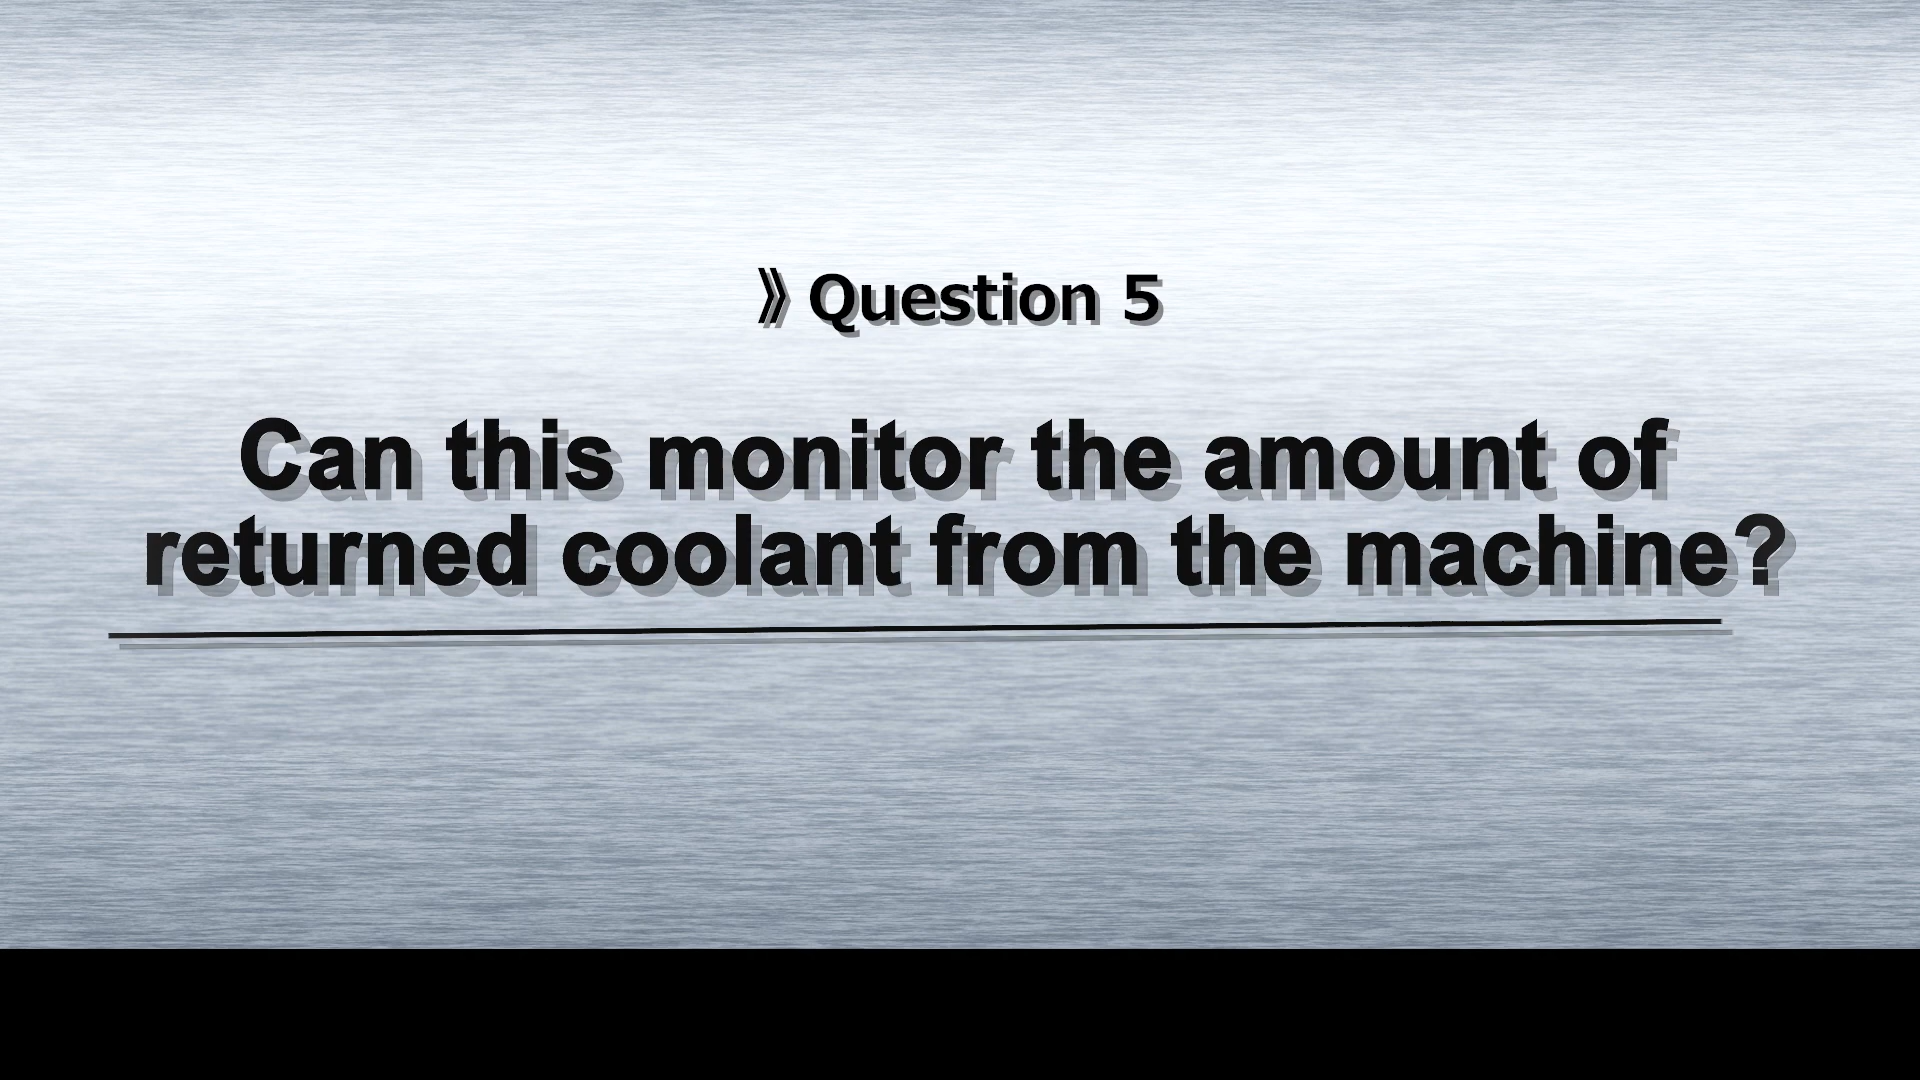 ⟫ Question 5
Can this monitor the amount of
returned coolant from the machine?